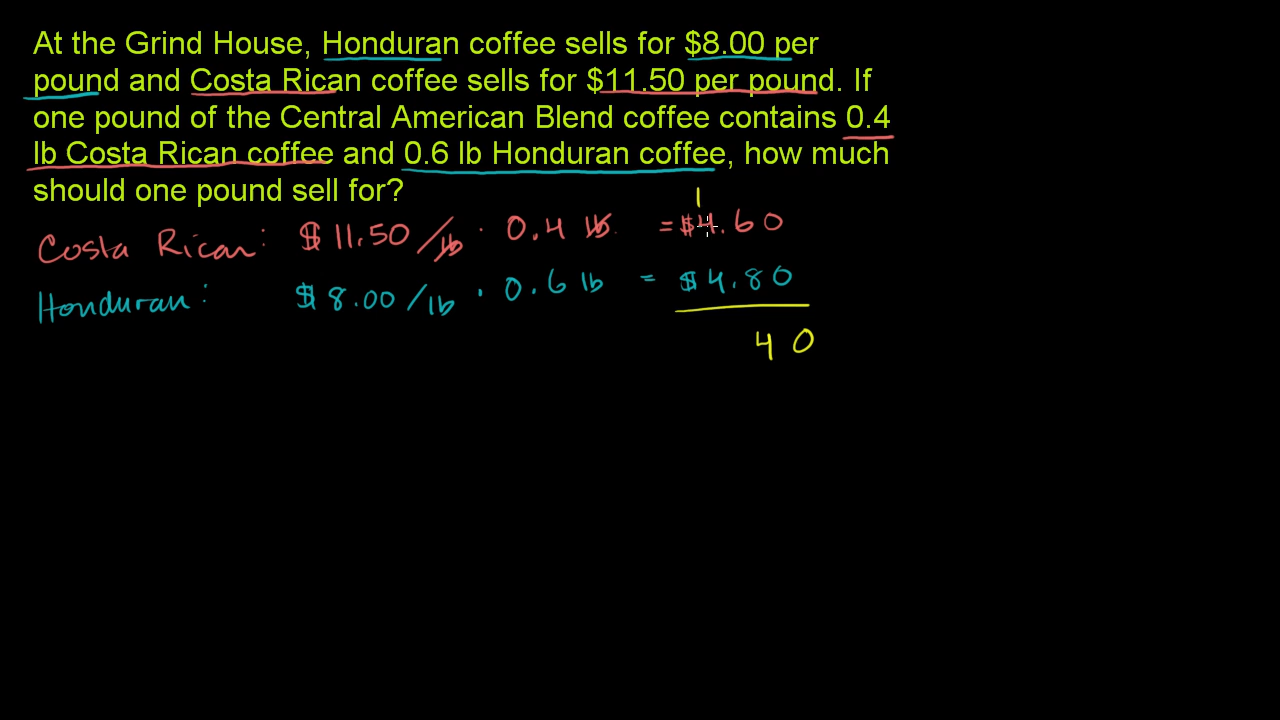 At the Grind House, Honduran coffee sells for $8.00 per
pound and Costa Rican coffee sells for $11.50 per pound. If
one pound of the Central American Blend coffee contains 0.4
lb Costa Rican coffee and 0.6 lb Honduran coffee, how much
should one pound sell for?
1
Costa Rican: $11.50/lb · 0.4 lb. = $4.60
Honduran: $8.00/lb · 0.6 lb = $4.80
40